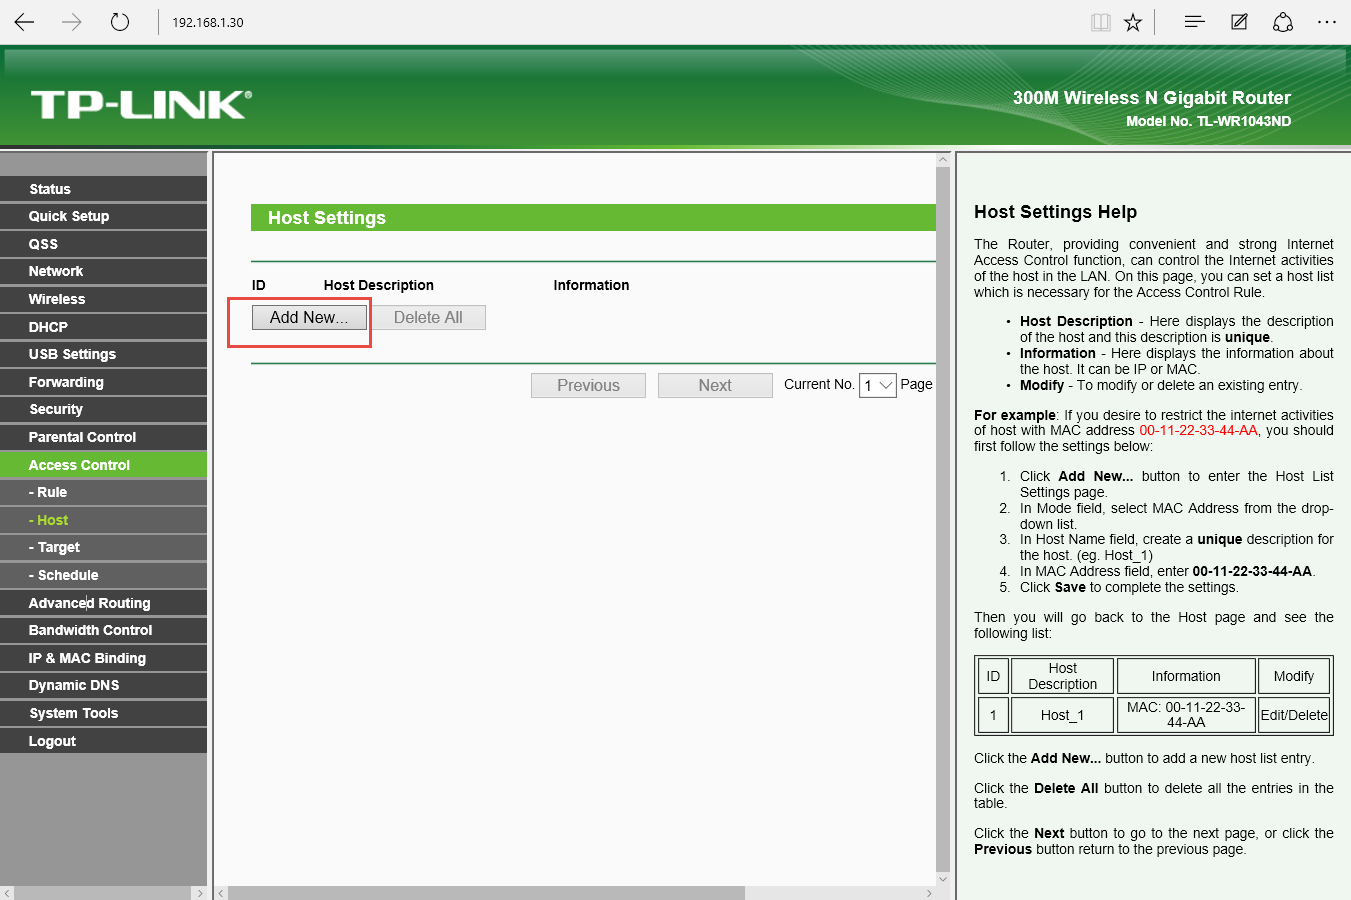 192.168.1.30
TP-LINK®
300M Wireless N Gigabit Router
Model No. TL-WR1043ND
Status
Quick Setup
QSS
Network
Wireless
DHCP
USB Settings
Forwarding
Security
Parental Control
Access Control
- Rule
- Host
- Target
- Schedule
Advanced Routing
Bandwidth Control
IP & MAC Binding
Dynamic DNS
System Tools
Logout
Host Settings
ID Host Description Information
Add New... Delete All
Previous Next Current No. 1 Page
Host Settings Help
The Router, providing convenient and strong Internet
Access Control function, can control the Internet activities
of the host in the LAN. On this page, you can set a host list
which is necessary for the Access Control Rule.
• Host Description - Here displays the description
of the host and this description is unique.
• Information - Here displays the information about
the host. It can be IP or MAC.
• Modify - To modify or delete an existing entry.
For example: If you desire to restrict the internet activities
of host with MAC address 00-11-22-33-44-AA, you should
first follow the settings below:
1. Click Add New... button to enter the Host List
Settings page.
2. In Mode field, select MAC Address from the drop-
down list.
3. In Host Name field, create a unique description for
the host. (eg. Host_1)
4. In MAC Address field, enter 00-11-22-33-44-AA.
5. Click Save to complete the settings.
Then you will go back to the Host page and see the
following list:
ID Host Description Information Modify
1 Host_1 MAC: 00-11-22-33-44-AA Edit/Delete
Click the Add New... button to add a new host list entry.
Click the Delete All button to delete all the entries in the
table.
Click the Next button to go to the next page, or click the
Previous button return to the previous page.